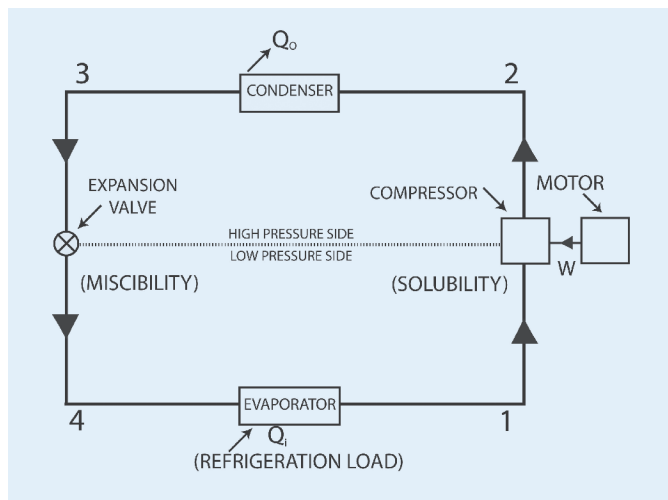 Qo
3
CONDENSER
2
EXPANSION
VALVE
COMPRESSOR
MOTOR
HIGH PRESSURE SIDE
LOW PRESSURE SIDE
W
(MISCIBILITY)
(SOLUBILITY)
4
EVAPORATOR
1
Qi
(REFRIGERATION LOAD)